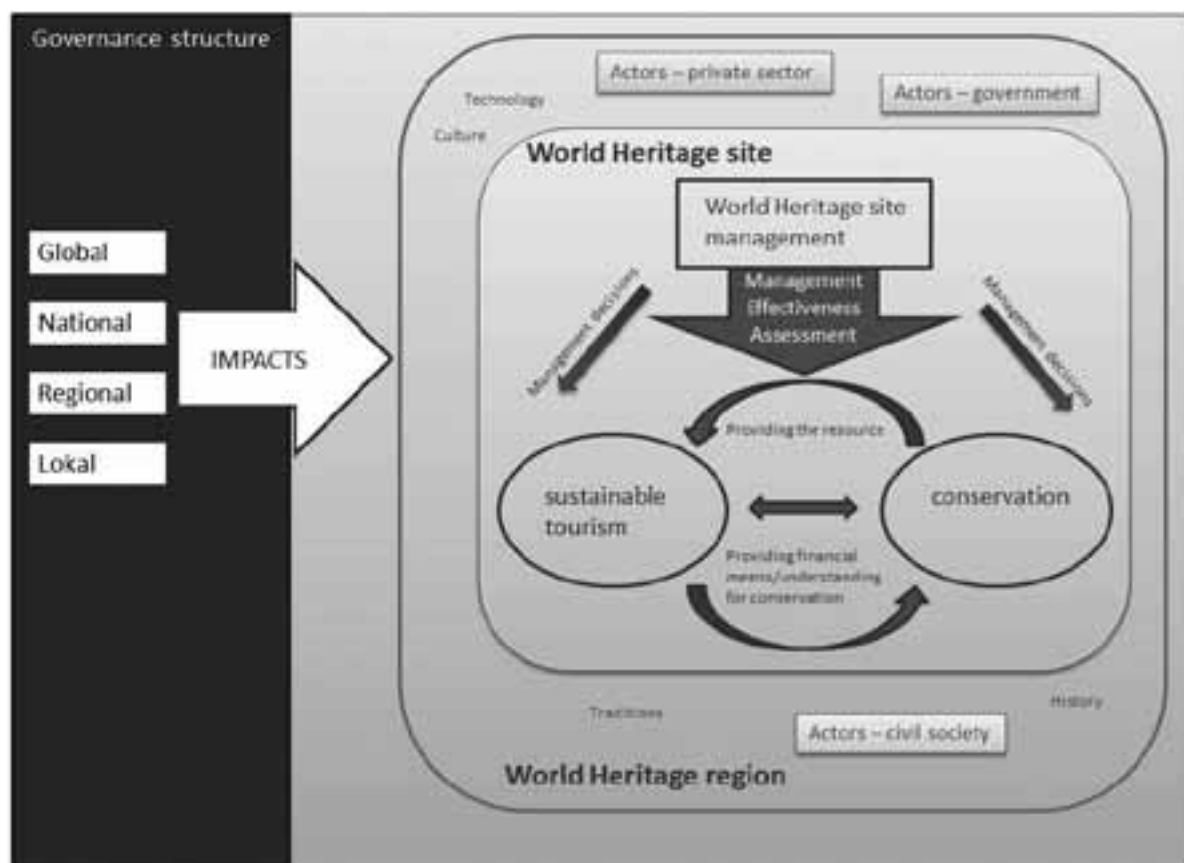 Governance structure
Global
National
Regional
Lokal
IMPACTS
Actors – private sector
Actors – government
Technology
Culture
World Heritage site
World Heritage site
management
Management
Effectiveness
Assessment
Management decisions
Management decisions
Providing the resource
sustainable
tourism
conservation
Providing financial
means/understanding
for conservation
Traditions
History
Actors – civil society
World Heritage region